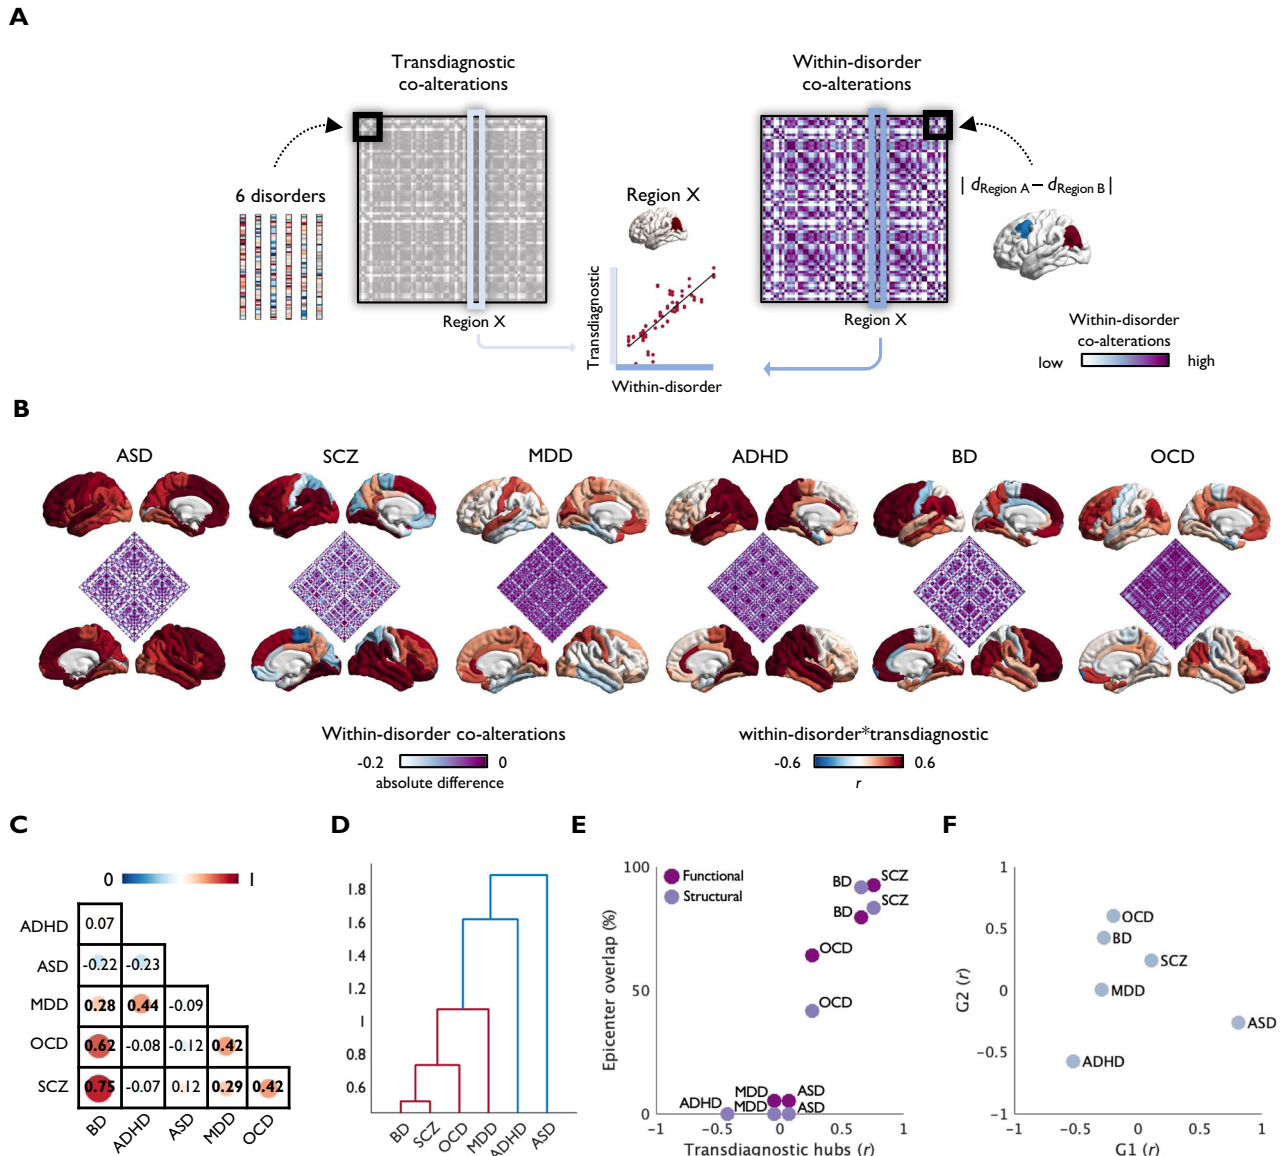 A
Transdiagnostic
co-alterations
Within-disorder
co-alterations
6 disorders
Region X
| dRegion A – dRegion B |
Transdiagnostic
Within-disorder
Region X
Region X
Within-disorder
co-alterations
low
high
B
ASD
SCZ
MDD
ADHD
BD
OCD
Within-disorder co-alterations
-0.2
0
absolute difference
within-disorder*transdiagnostic
-0.6
0.6
r
C
0
1
ADHD
0.07
ASD
-0.22
-0.23
MDD
0.28
0.44
-0.09
OCD
0.62
-0.08
-0.12
0.42
SCZ
0.75
-0.07
0.12
0.29
0.42
BD
ADHD
ASD
MDD
OCD
D
1.8
1.6
1.4
1.2
1
0.8
0.6
BD
SCZ
OCD
MDD
ADHD
ASD
E
Functional
Structural
Epicenter overlap (%)
100
50
0
BD
SCZ
SCZ
BD
OCD
OCD
MDD
ASD
ADHD
MDD
ASD
−1
−0.5
0
0.5
1
Transdiagnostic hubs (r)
F
G2 (r)
1
0.5
0
−0.5
−1
OCD
BD
SCZ
MDD
ASD
ADHD
−1
−0.5
0
0.5
1
G1 (r)